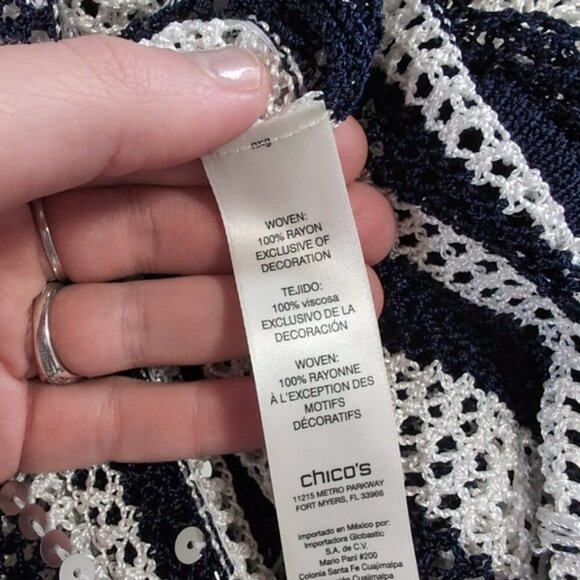 WOVEN:
100% RAYON
EXCLUSIVE OF
DECORATION
TEJIDO:
100% viscosa
EXCLUSIVO DE LA
DECORACIÓN
WOVEN:
100% RAYONNE
À L'EXCEPTION DES
MOTIFS
DÉCORATIFS
chico's
11215 METRO PARKWAY
FORT MYERS, FL 33966
Importado en México por:
Importadora Globastic
S.A. de C.V.
Mario Pani #200
Colonia Santa Fe Cuajimalpa
Cuajimalpa